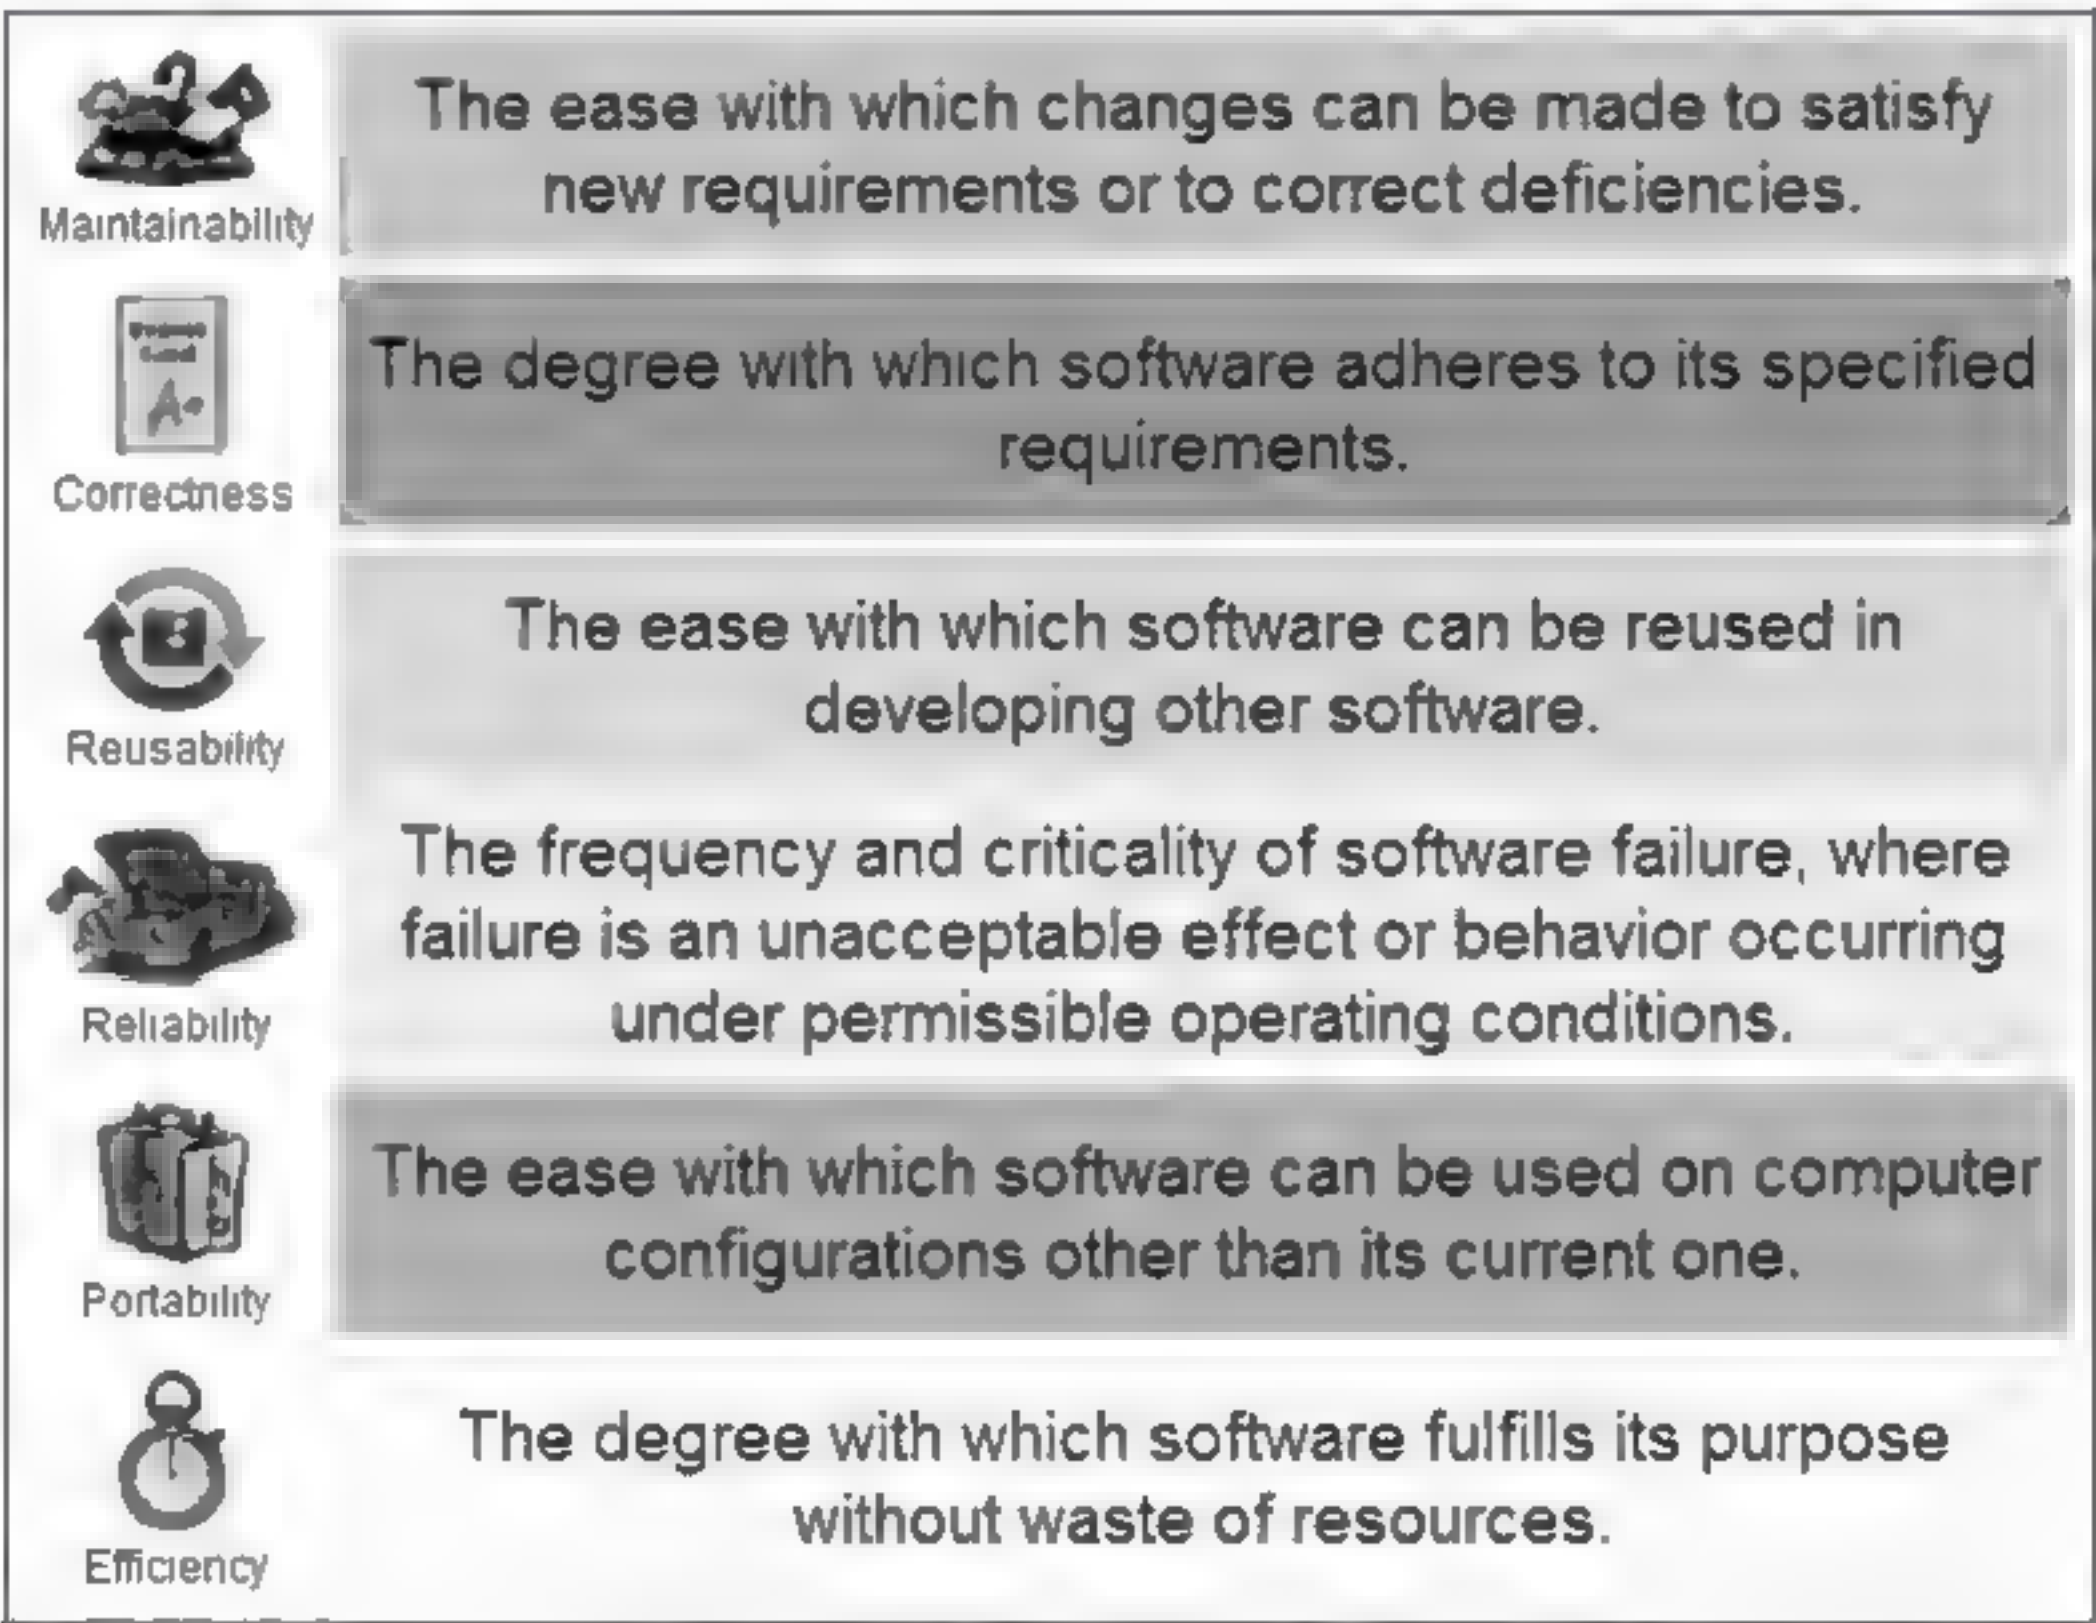 Maintainability
The ease with which changes can be made to satisfy
new requirements or to correct deficiencies.
Correctness
The degree with which software adheres to its specified
requirements.
Reusability
The ease with which software can be reused in
developing other software.
Reliability
The frequency and criticality of software failure, where
failure is an unacceptable effect or behavior occurring
under permissible operating conditions.
Portability
The ease with which software can be used on computer
configurations other than its current one.
Efficiency
The degree with which software fulfills its purpose
without waste of resources.